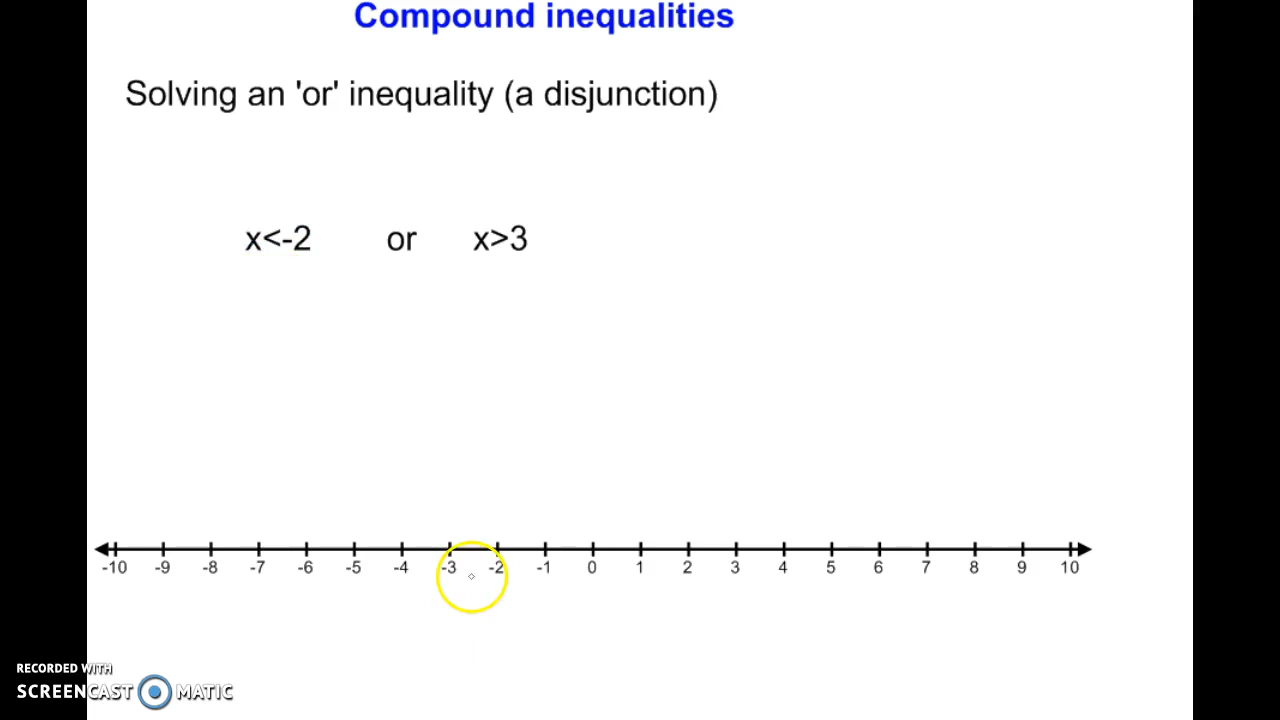 Compound inequalities
Solving an 'or' inequality (a disjunction)
x<-2 or x>3
-10 -9 -8 -7 -6 -5 -4 -3 -2 -1 0 1 2 3 4 5 6 7 8 9 10
RECORDED WITH
SCREENCAST MATIC